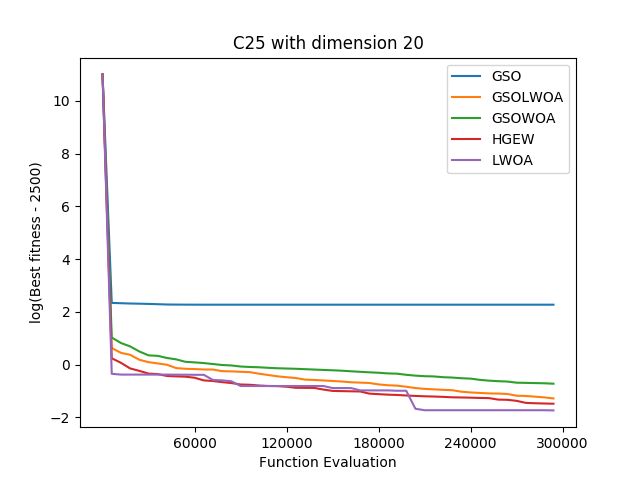 C25 with dimension 20
log(Best fitness - 2500)
10
8
6
4
2
0
−2
GSO
GSOLWOA
GSOWOA
HGEW
LWOA
60000 120000 180000 240000 300000
Function Evaluation